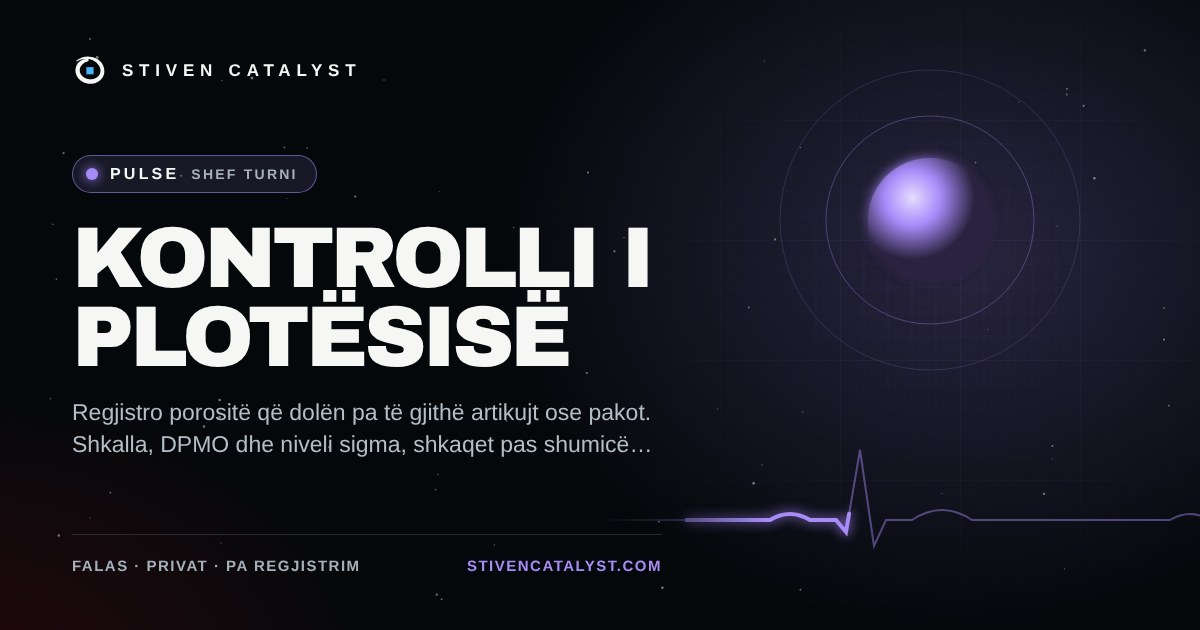 STIVEN CATALYST
PULSE · SHEF TURNI
KONTROLLI I
PLOTËSISË
Regjistro porositë që dolën pa të gjithë artikujt ose pakot.
Shkalla, DPMO dhe niveli sigma, shkaqet pas shumicë…
FALAS · PRIVAT · PA REGJISTRIM
STIVENCATALYST.COM